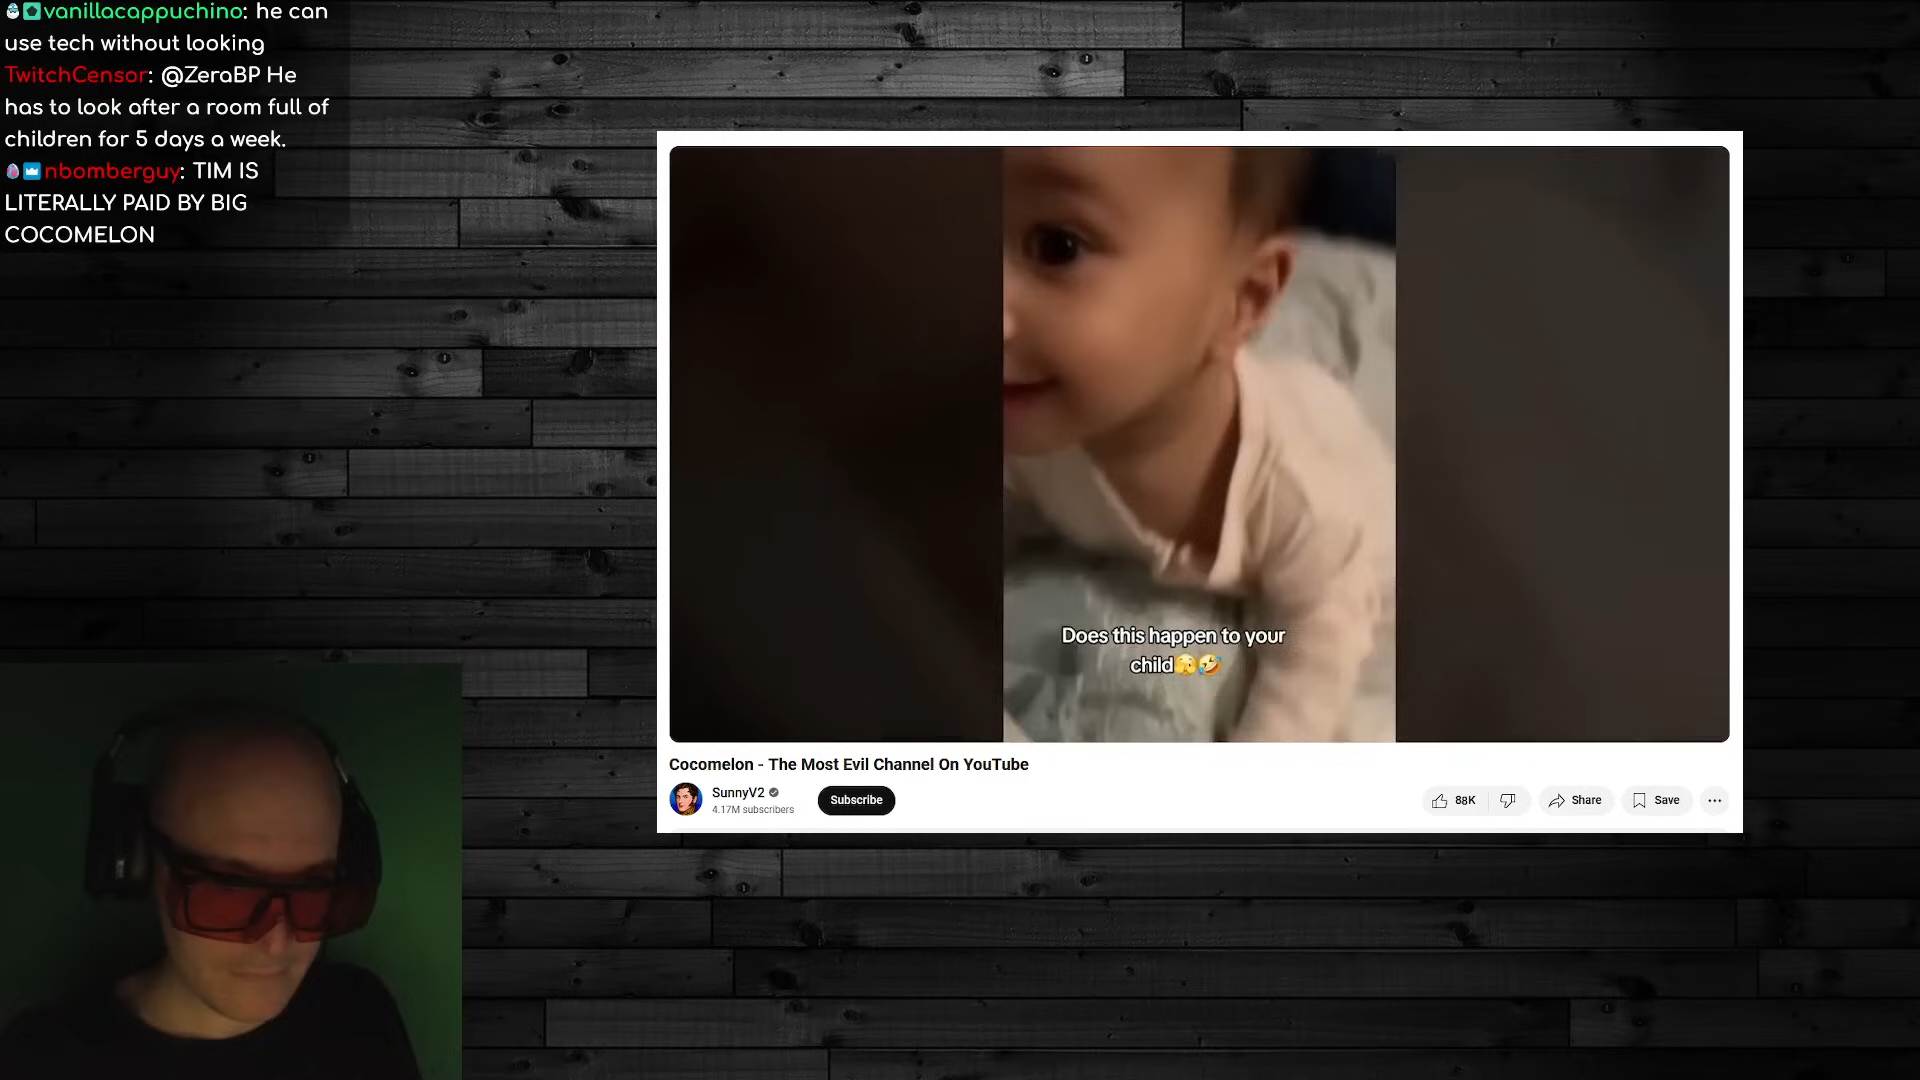 vanillacappuchino: he can
use tech without looking
TwitchCensor: @ZeraBP He
has to look after a room full of
children for 5 days a week.
nbomberguy: TIM IS
LITERALLY PAID BY BIG
COCOMELON
Does this happen to your
child🫣🤣
Cocomelon - The Most Evil Channel On YouTube
SunnyV2
4.17M subscribers
Subscribe
88K
Share
Save